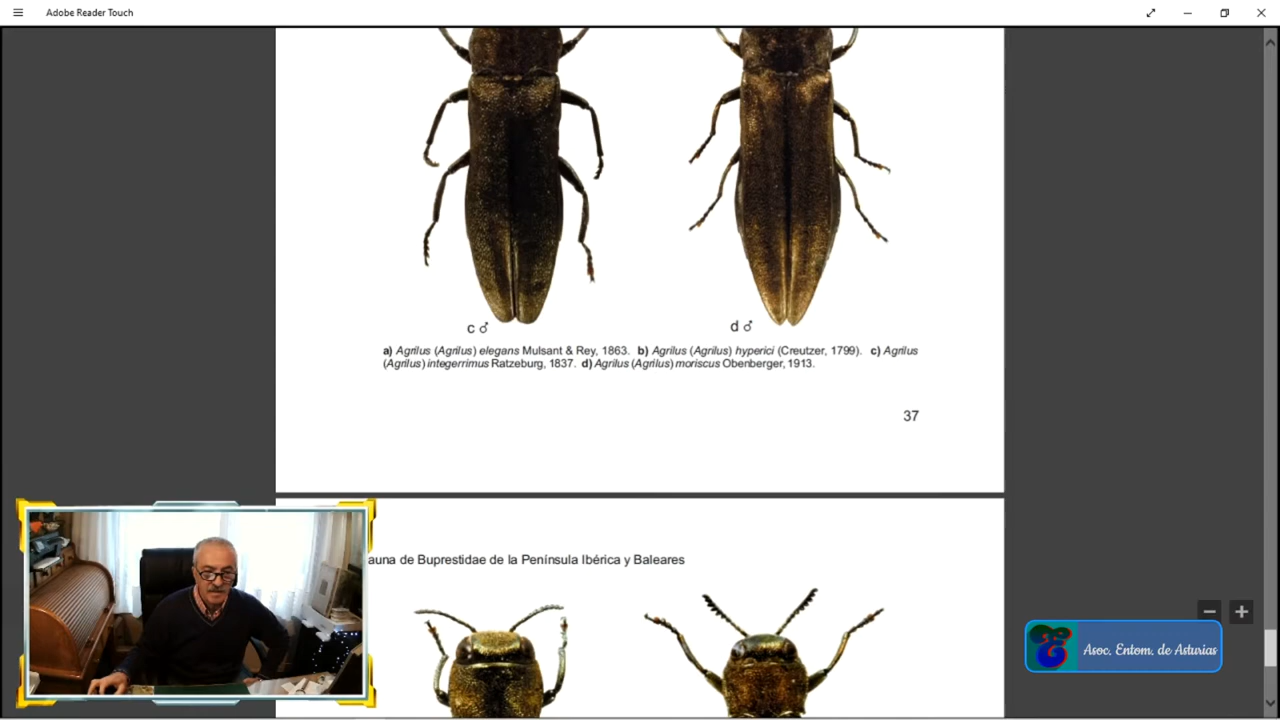 Adobe Reader Touch
c ♂
d ♂
a) Agrilus (Agrilus) elegans Mulsant & Rey, 1863. b) Agrilus (Agrilus) hyperici (Creutzer, 1799). c) Agrilus
(Agrilus) integerrimus Ratzeburg, 1837. d) Agrilus (Agrilus) moriscus Obenberger, 1913.
37
auna de Buprestidae de la Península Ibérica y Baleares
Asoc. Entom. de Asturias